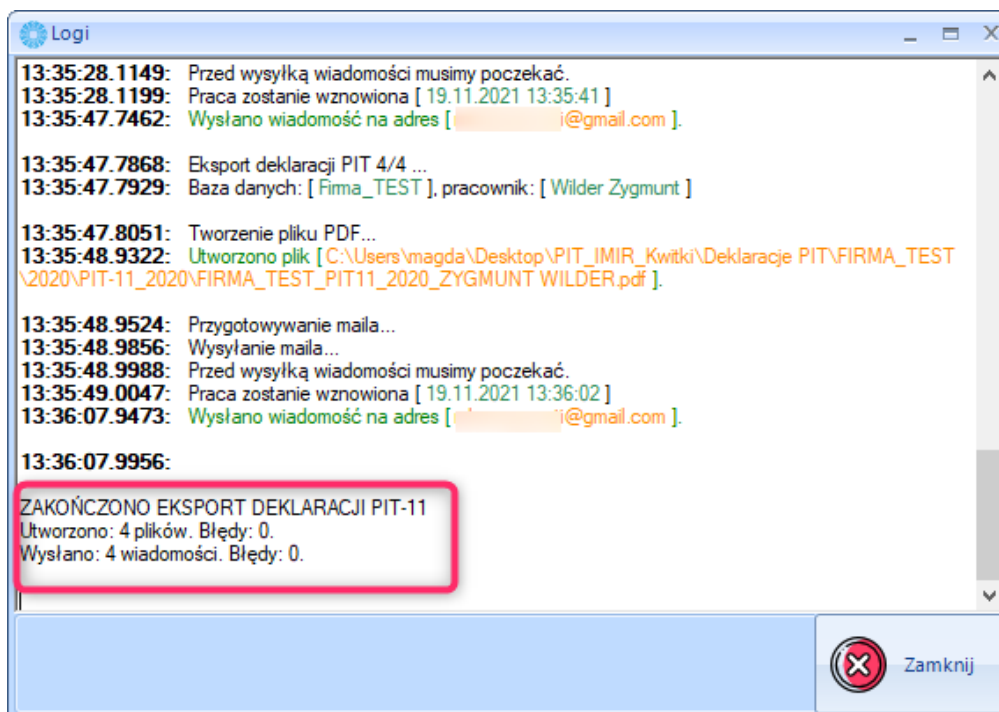 Logi
13:35:28.1149: Przed wysyłką wiadomości musimy poczekać.
13:35:28.1199: Praca zostanie wznowiona [ 19.11.2021 13:35:41 ]
13:35:47.7462: Wysłano wiadomość na adres [ i@gmail.com ].
13:35:47.7868: Eksport deklaracji PIT 4/4 ...
13:35:47.7929: Baza danych: [ Firma_TEST ], pracownik: [ Wilder Zygmunt ]
13:35:47.8051: Tworzenie pliku PDF...
13:35:48.9322: Utworzono plik [ C:\Users\magda\Desktop\PIT_IMIR_Kwitki\Deklaracje PIT\FIRMA_TEST
\2020\PIT-11_2020\FIRMA_TEST_PIT11_2020_ZYGMUNT WILDER.pdf ].
13:35:48.9524: Przygotowywanie maila...
13:35:48.9856: Wysyłanie maila...
13:35:48.9988: Przed wysyłką wiadomości musimy poczekać.
13:35:49.0047: Praca zostanie wznowiona [ 19.11.2021 13:36:02 ]
13:36:07.9473: Wysłano wiadomość na adres [ i@gmail.com ].
13:36:07.9956:
ZAKOŃCZONO EKSPORT DEKLARACJI PIT-11
Utworzono: 4 plików. Błędy: 0.
Wysłano: 4 wiadomości. Błędy: 0.
Zamknij